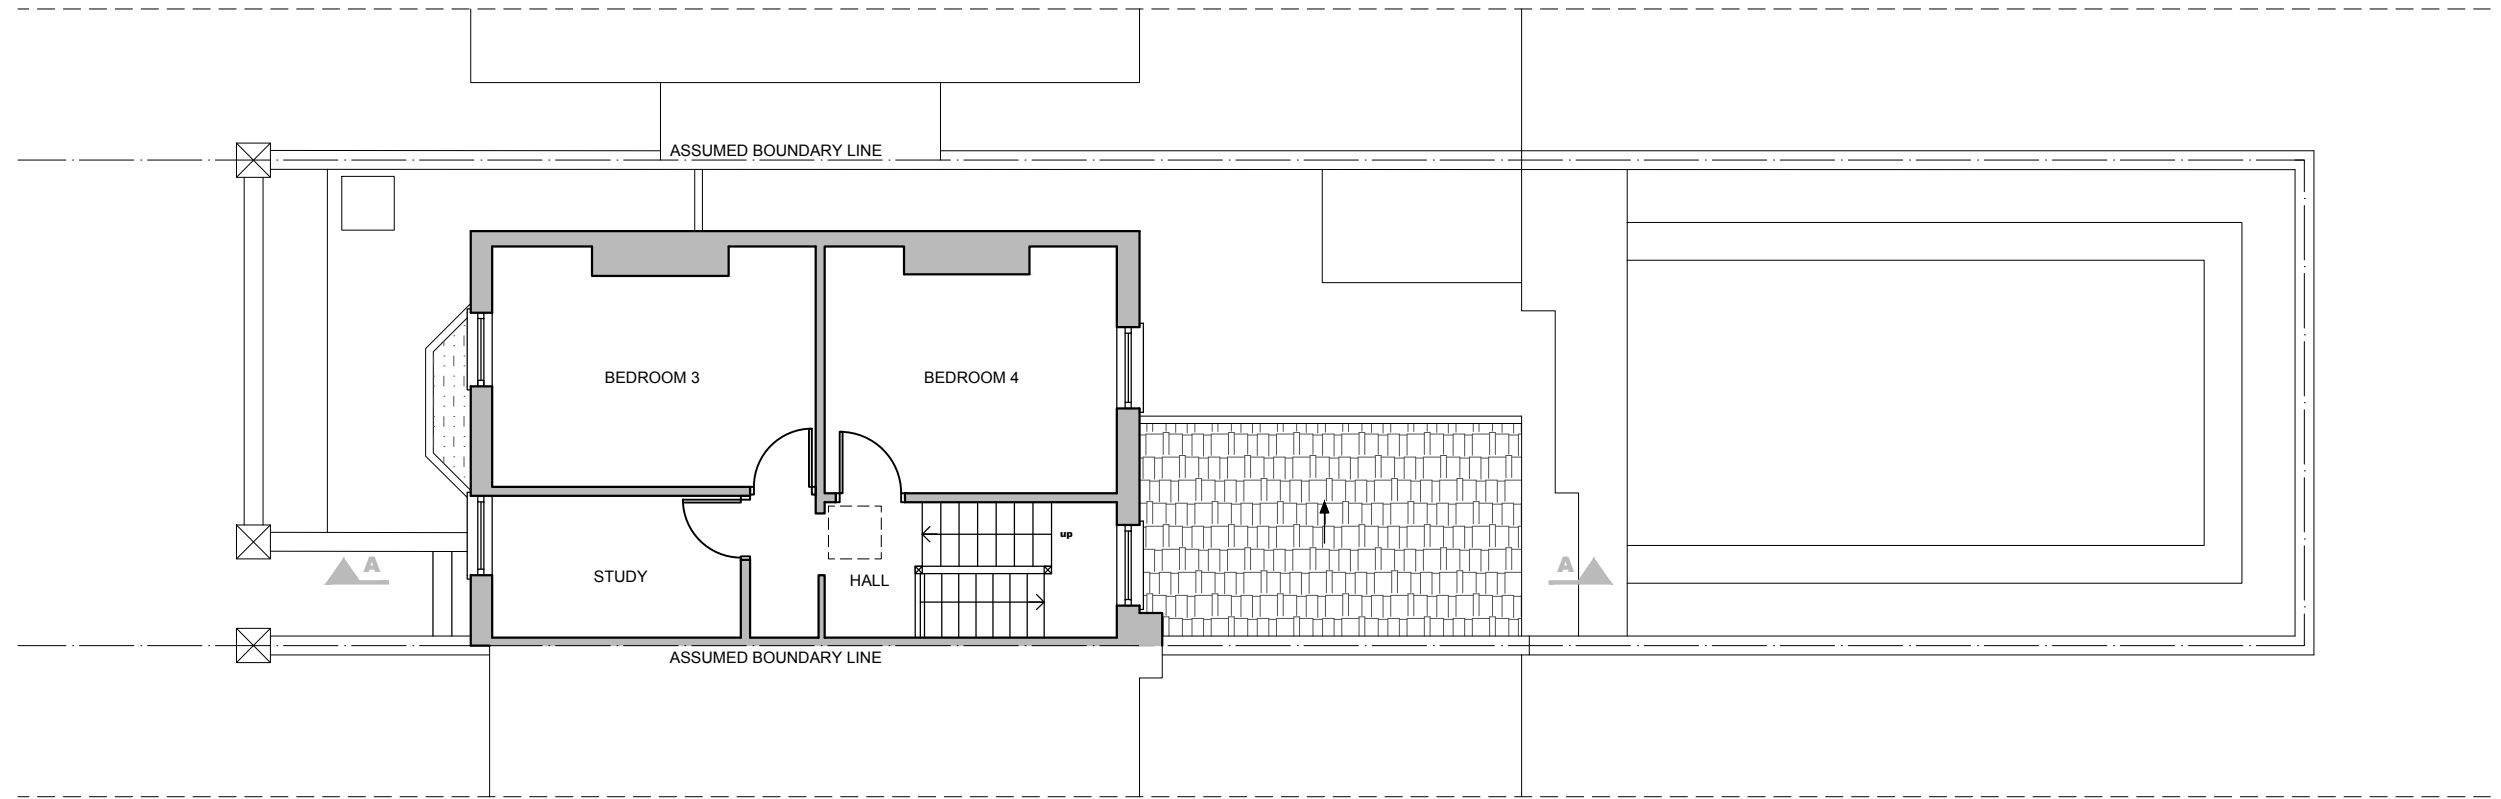 ASSUMED BOUNDARY LINE
BEDROOM 3
BEDROOM 4
up
A
A
STUDY
HALL
ASSUMED BOUNDARY LINE